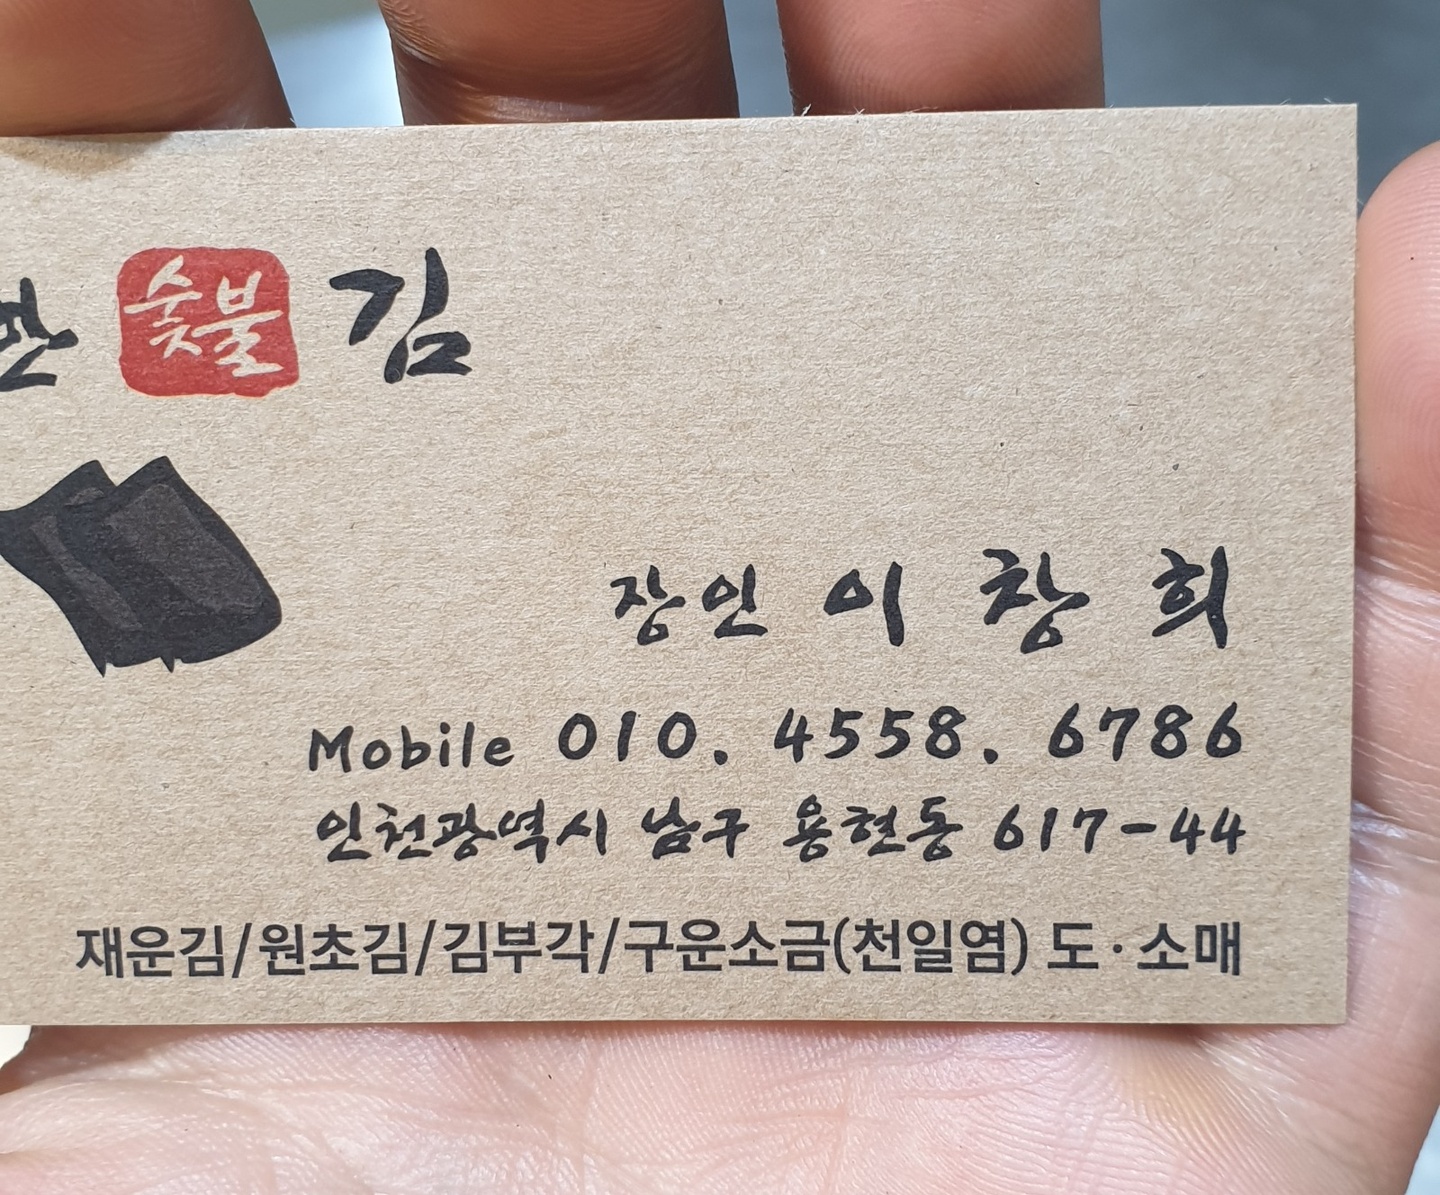 숯불 김
장인 이 창 희
Mobile 010. 4558. 6786
인천광역시 남구 용현동 617-44
재운김/원초김/김부각/구운소금(천일염) 도·소매